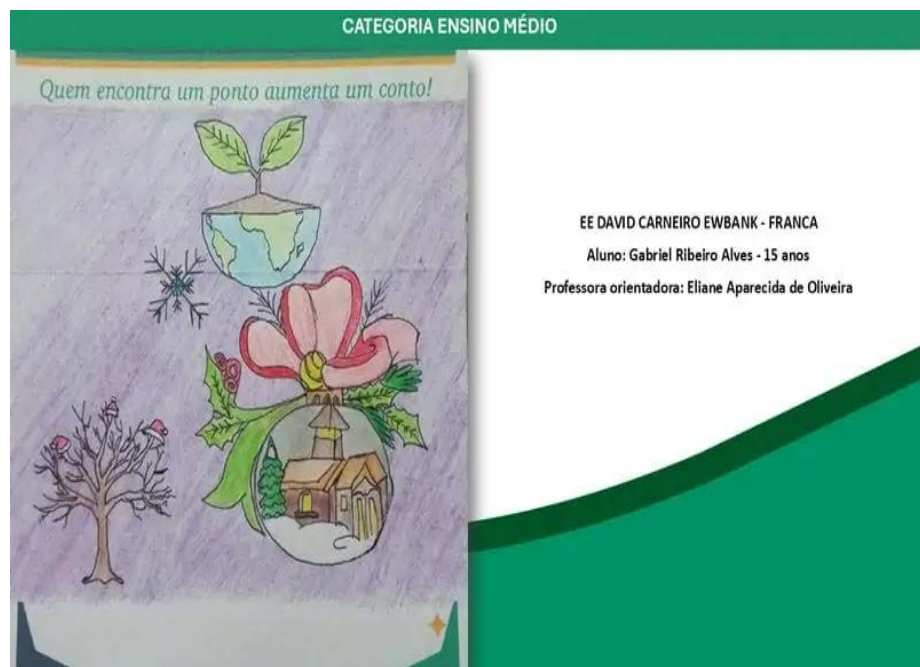 CATEGORIA ENSINO MÉDIO
Quem encontra um ponto aumenta um conto!
EE DAVID CARNEIRO EWBANK - FRANCA
Aluno: Gabriel Ribeiro Alves - 15 anos
Professora orientadora: Eliane Aparecida de Oliveira